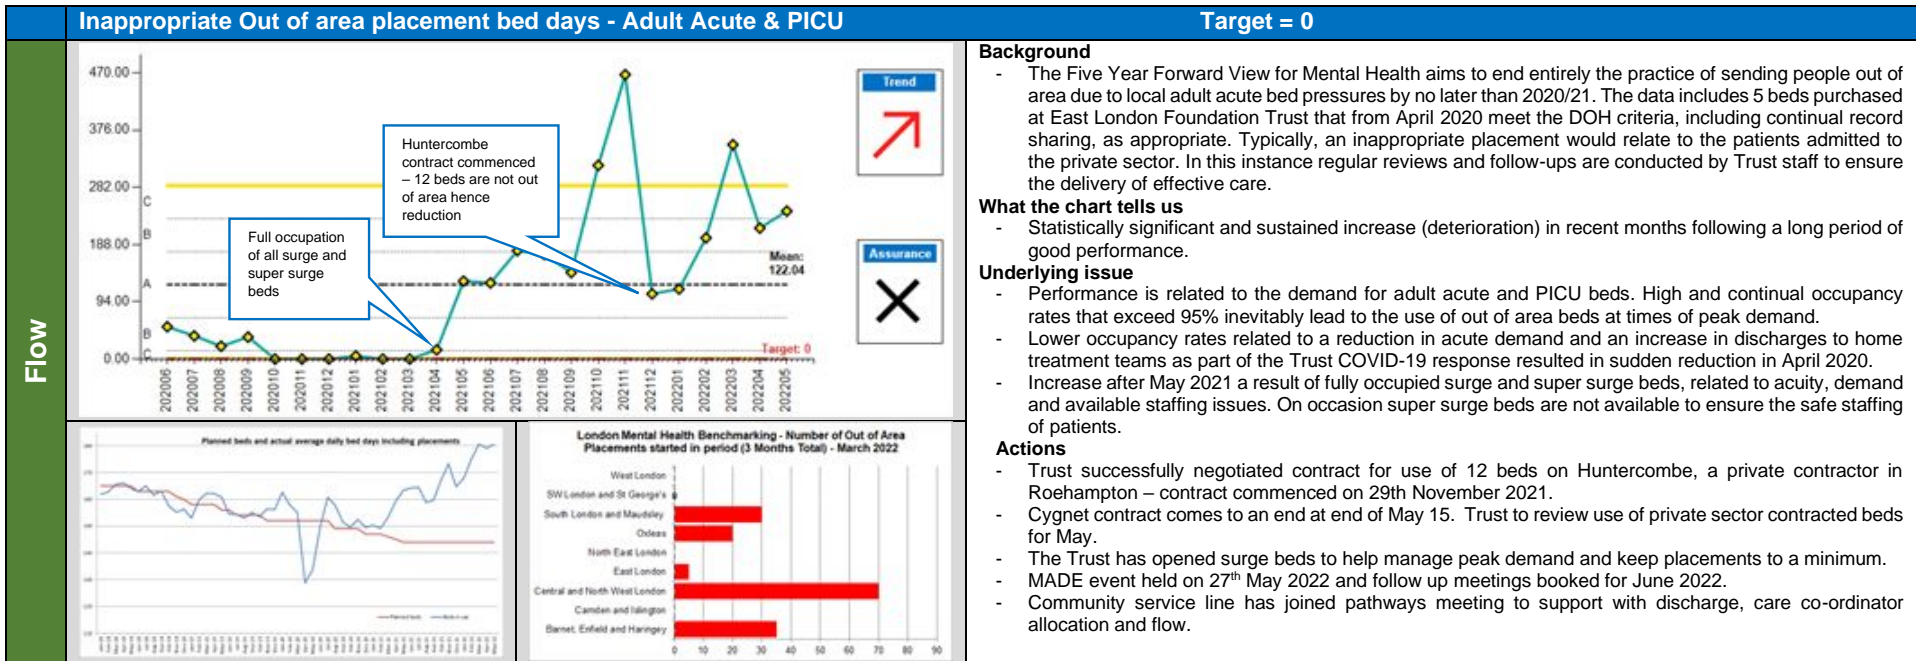 Inappropriate Out of area placement bed days - Adult Acute & PICU
Target = 0
Flow
470.00
376.00
282.00
188.00
94.00
0.00
C
B
A
B
C
Full occupation
of all surge and
super surge
beds
Huntercombe
contract commenced
– 12 beds are not out
of area hence
reduction
Mean:
122.04
Target: 0
202006
202007
202008
202009
202010
202011
202012
202101
202102
202103
202104
202105
202106
202107
202108
202109
202110
202111
202112
202201
202202
202203
202204
202205
Trend
Assurance
Planned beds and actual average daily bed days including placements
Planned beds
Beds in use
London Mental Health Benchmarking - Number of Out of Area
Placements started in period (3 Months Total) - March 2022
West London
SW London and St George's
South London and Maudsley
Oxleas
North East London
East London
Central and North West London
Camden and Islington
Barnet, Enfield and Haringey
0 10 20 30 40 50 60 70 80 90
Background
- The Five Year Forward View for Mental Health aims to end entirely the practice of sending people out of
area due to local adult acute bed pressures by no later than 2020/21. The data includes 5 beds purchased
at East London Foundation Trust that from April 2020 meet the DOH criteria, including continual record
sharing, as appropriate. Typically, an inappropriate placement would relate to the patients admitted to
the private sector. In this instance regular reviews and follow-ups are conducted by Trust staff to ensure
the delivery of effective care.
What the chart tells us
- Statistically significant and sustained increase (deterioration) in recent months following a long period of
good performance.
Underlying issue
- Performance is related to the demand for adult acute and PICU beds. High and continual occupancy
rates that exceed 95% inevitably lead to the use of out of area beds at times of peak demand.
- Lower occupancy rates related to a reduction in acute demand and an increase in discharges to home
treatment teams as part of the Trust COVID-19 response resulted in sudden reduction in April 2020.
- Increase after May 2021 a result of fully occupied surge and super surge beds, related to acuity, demand
and available staffing issues. On occasion super surge beds are not available to ensure the safe staffing
of patients.
Actions
- Trust successfully negotiated contract for use of 12 beds on Huntercombe, a private contractor in
Roehampton – contract commenced on 29th November 2021.
- Cygnet contract comes to an end at end of May 15. Trust to review use of private sector contracted beds
for May.
- The Trust has opened surge beds to help manage peak demand and keep placements to a minimum.
- MADE event held on 27th May 2022 and follow up meetings booked for June 2022.
- Community service line has joined pathways meeting to support with discharge, care co-ordinator
allocation and flow.